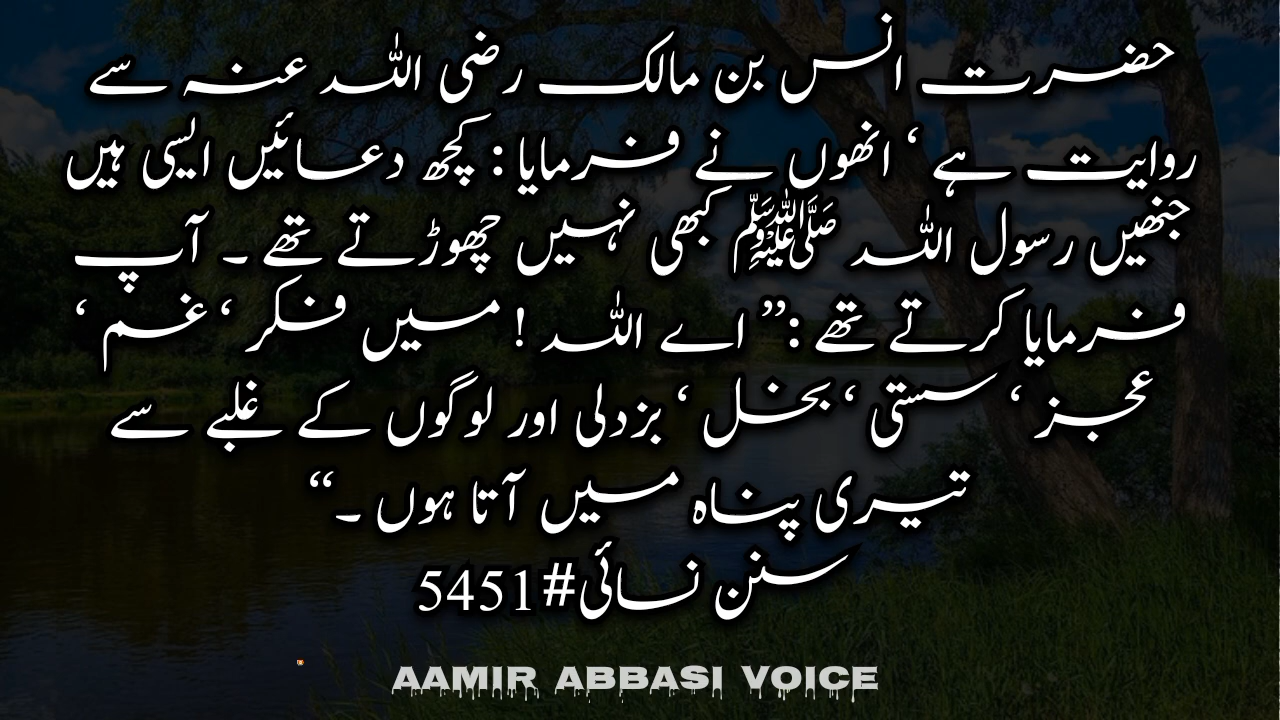 حضرت انس بن مالک رضی اللہ عنہ سے
روایت ہے ‘ انھوں نے فرمایا : کچھ دعائیں ایسی ہیں
جنھیں رسول اللہ ﷺ کبھی نہیں چھوڑتے تھے ۔ آپ
فرمایا کرتے تھے :’’ اے اللہ ! میں فکر ‘ غم ‘
عجز ‘ سستی ‘ بخل ‘ بزدلی اور لوگوں کے غلبے سے
تیری پناہ میں آتا ہوں ۔‘‘
سنن نسائی#5451
AAMIR ABBASI VOICE